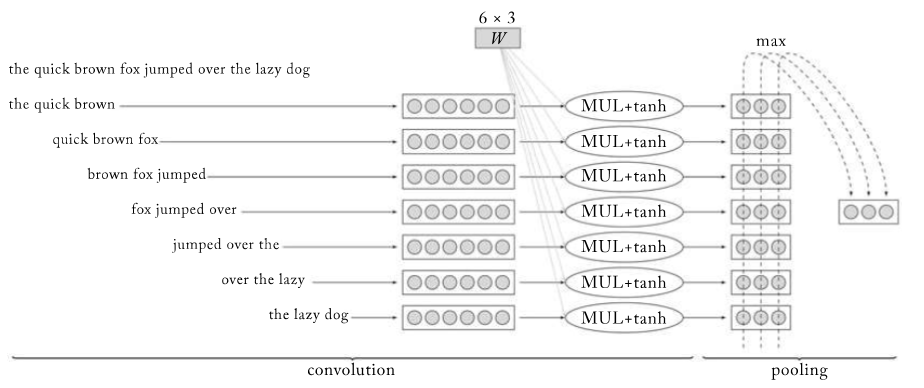 6 × 3
W
max
the quick brown fox jumped over the lazy dog
the quick brown
MUL+tanh
quick brown fox
MUL+tanh
brown fox jumped
MUL+tanh
fox jumped over
MUL+tanh
jumped over the
MUL+tanh
over the lazy
MUL+tanh
the lazy dog
MUL+tanh
convolution
pooling